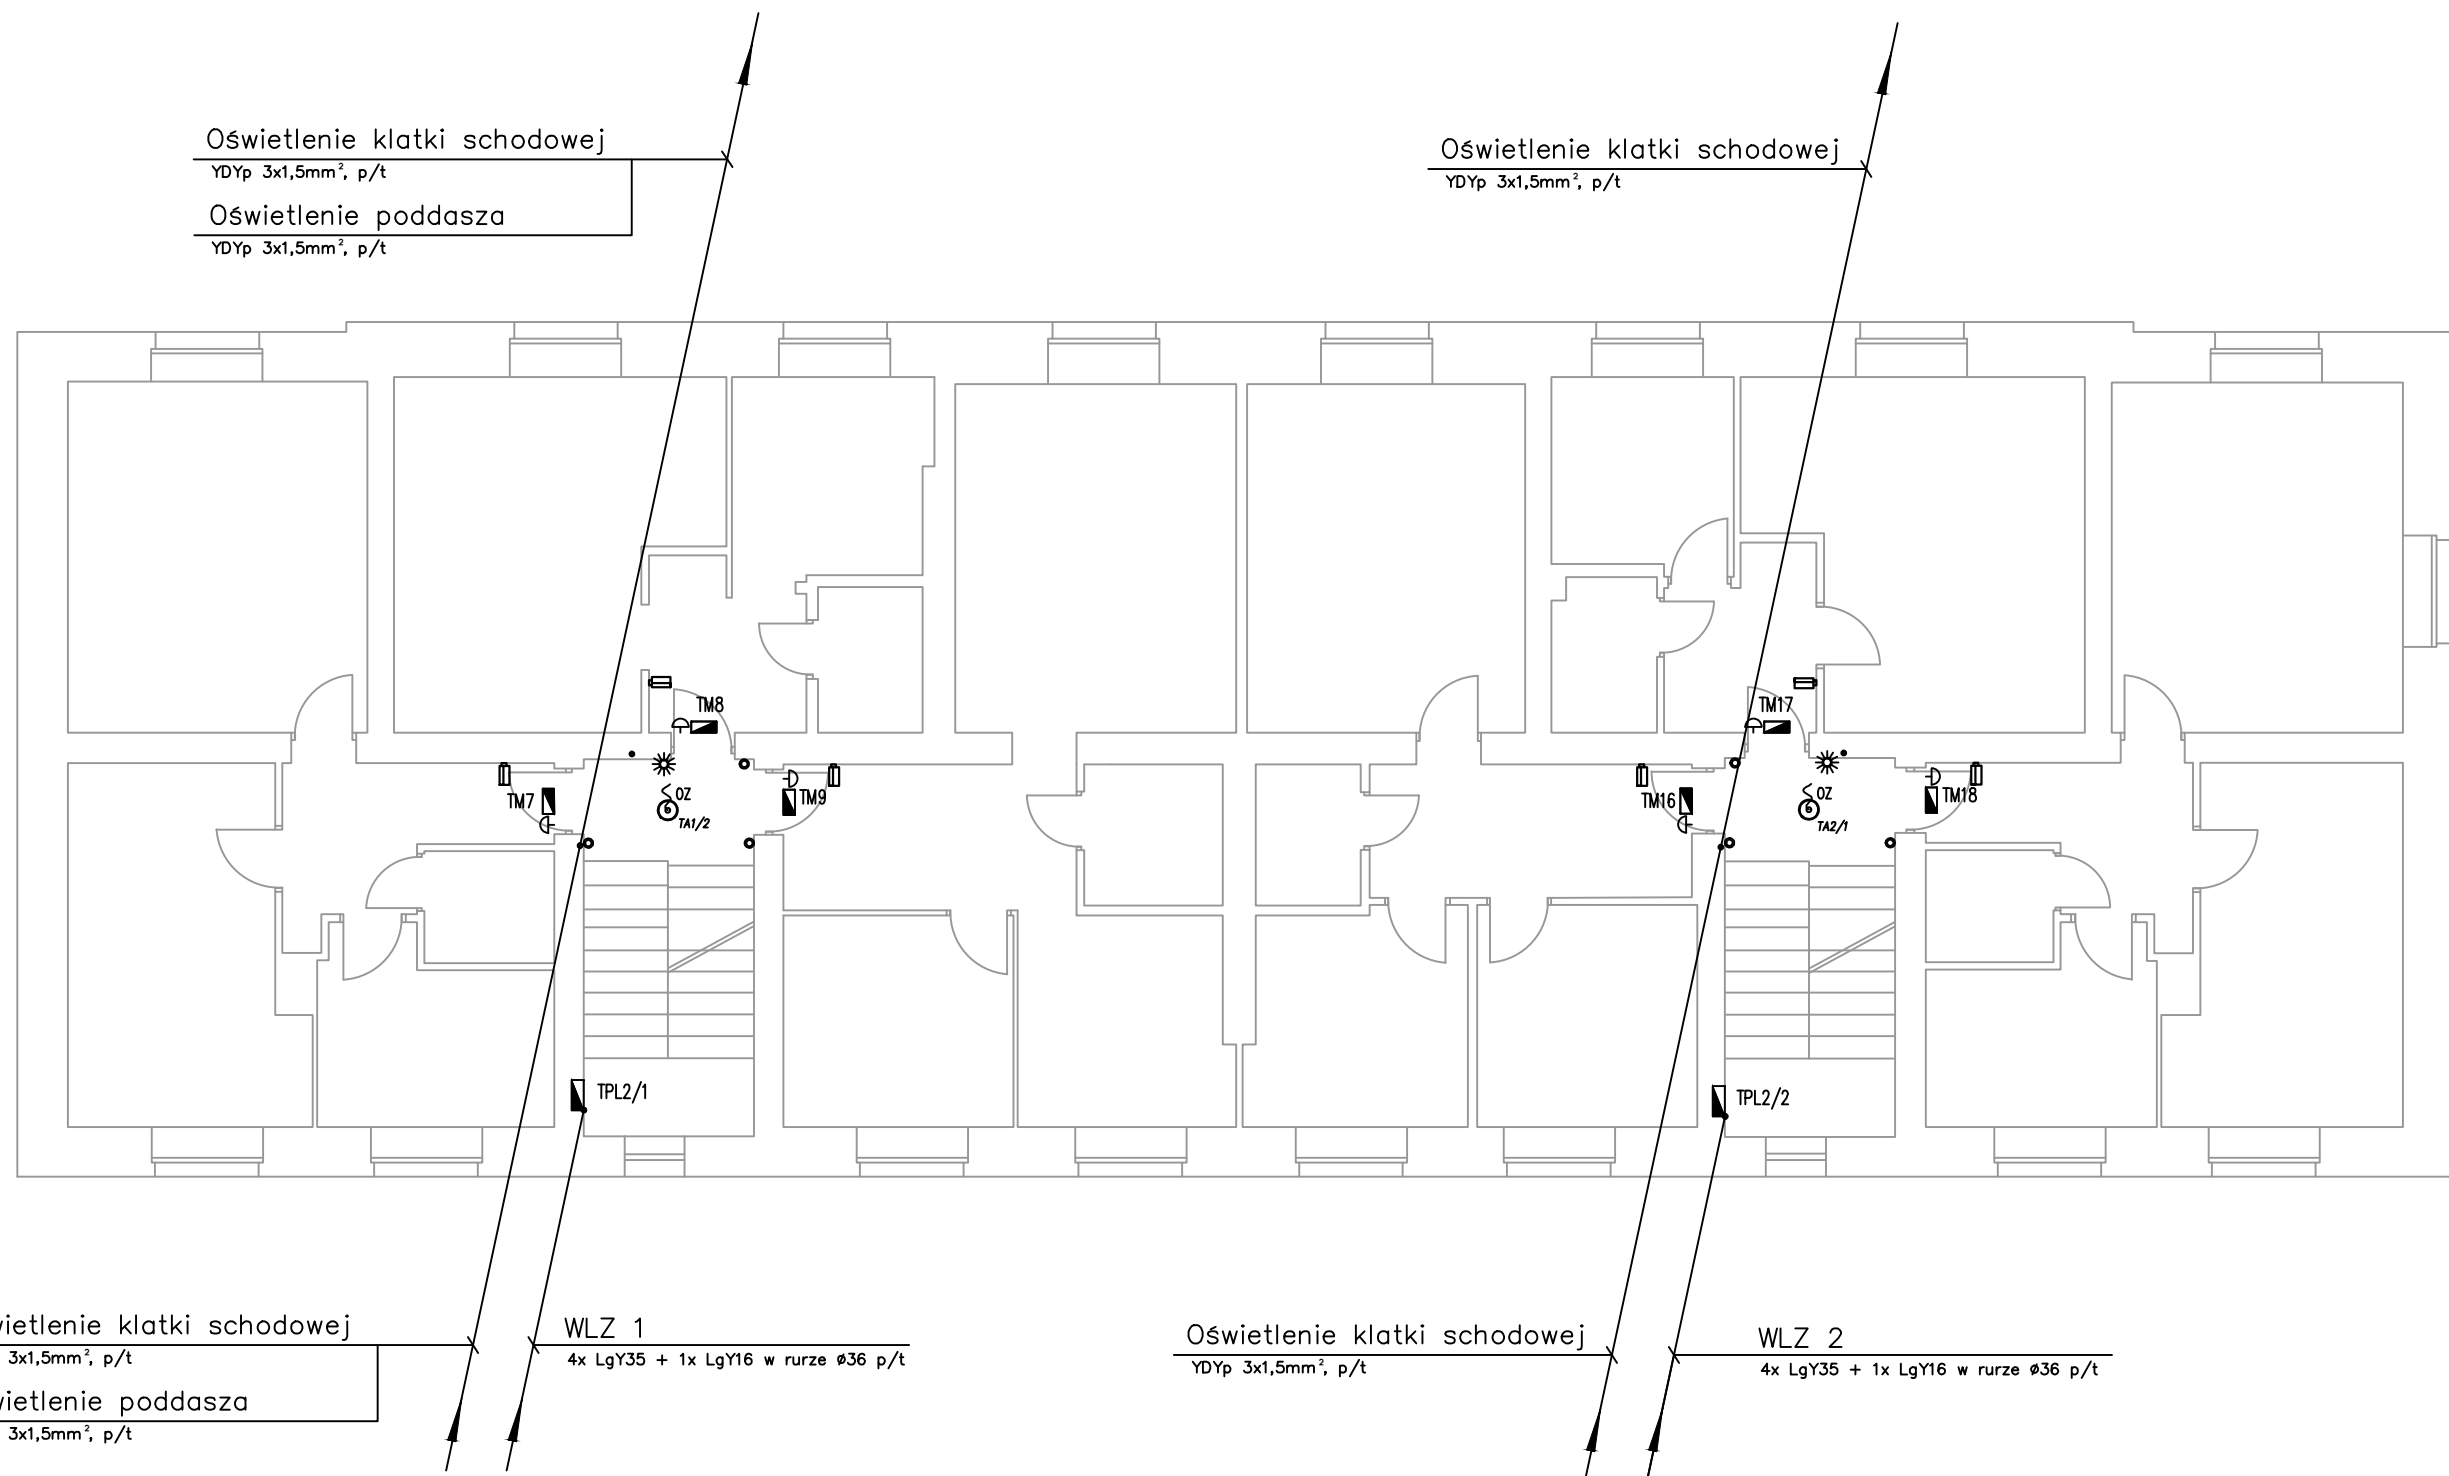 Oświetlenie klatki schodowej
YDYp 3x1,5mm², p/t
Oświetlenie poddasza
YDYp 3x1,5mm², p/t
Oświetlenie klatki schodowej
YDYp 3x1,5mm², p/t
TM8
TM7
OZ
TA1/2
TM9
TM17
TM16
OZ
TA2/1
TM18
TPL2/1
TPL2/2
wietlenie klatki schodowej
3x1,5mm², p/t
wietlenie poddasza
3x1,5mm², p/t
WLZ 1
4x LgY35 + 1x LgY16 w rurze ø36 p/t
Oświetlenie klatki schodowej
YDYp 3x1,5mm², p/t
WLZ 2
4x LgY35 + 1x LgY16 w rurze ø36 p/t